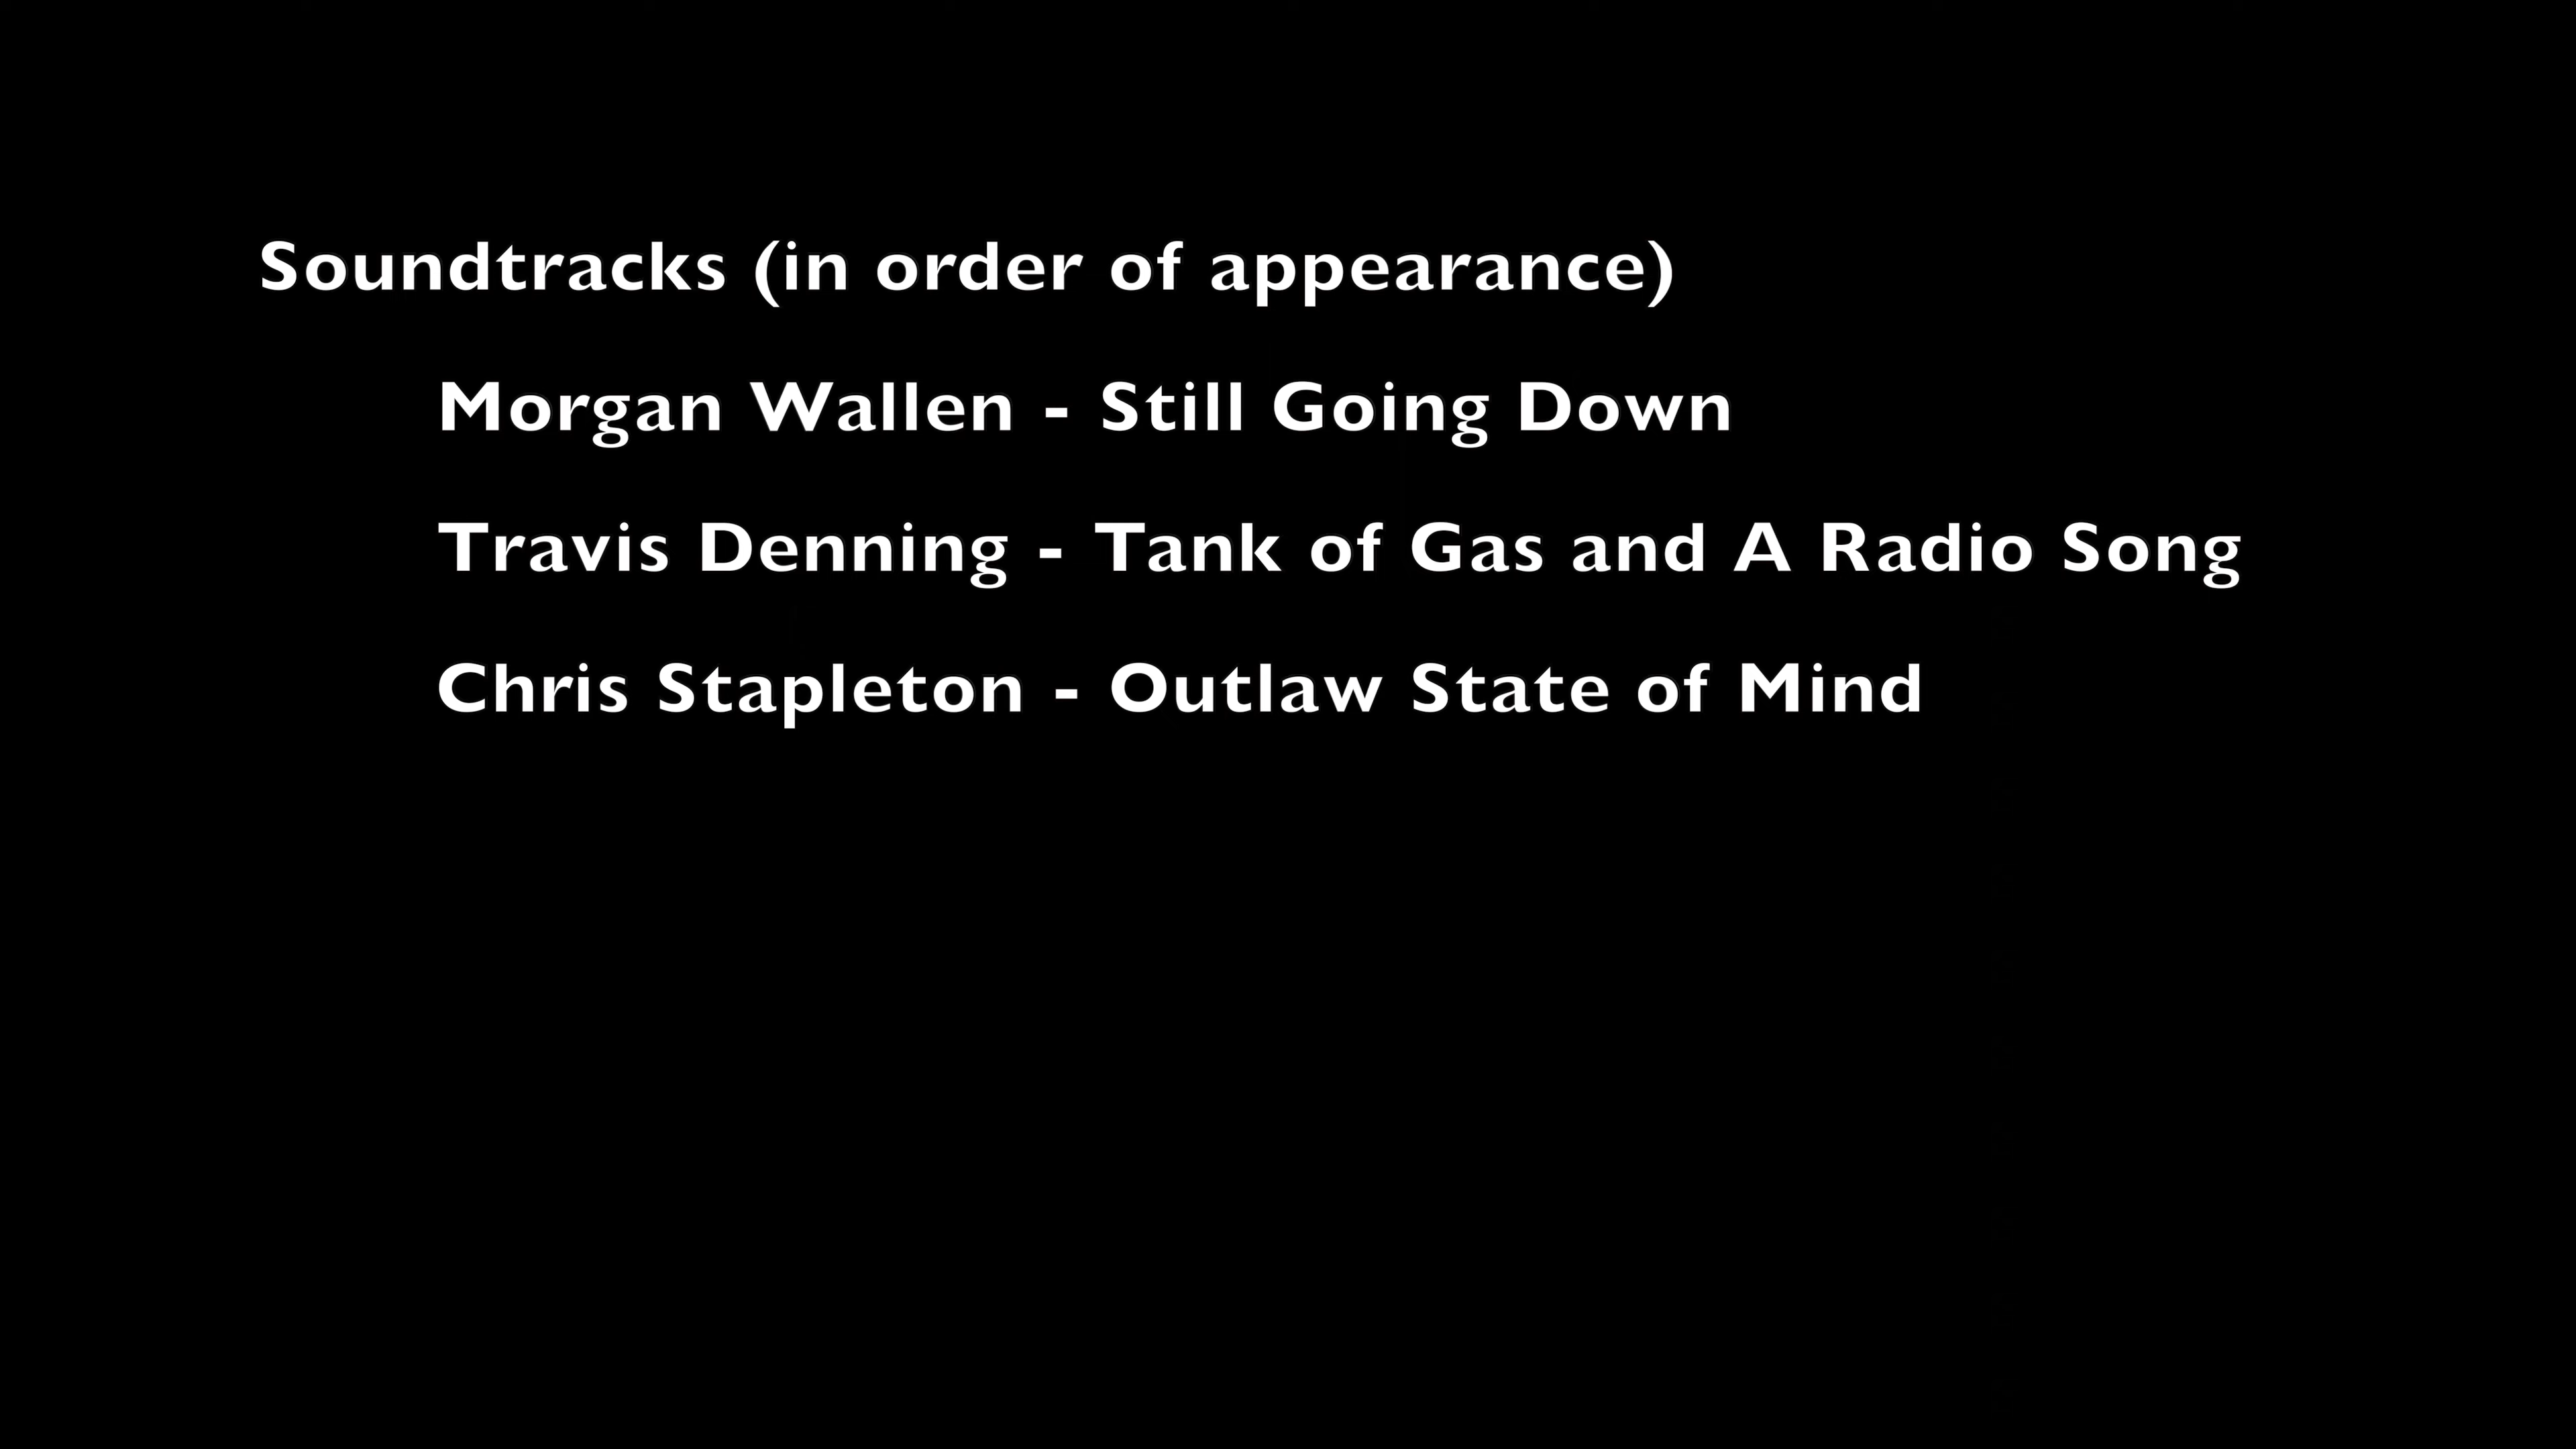 Soundtracks (in order of appearance)
Morgan Wallen - Still Going Down
Travis Denning - Tank of Gas and A Radio Song
Chris Stapleton - Outlaw State of Mind